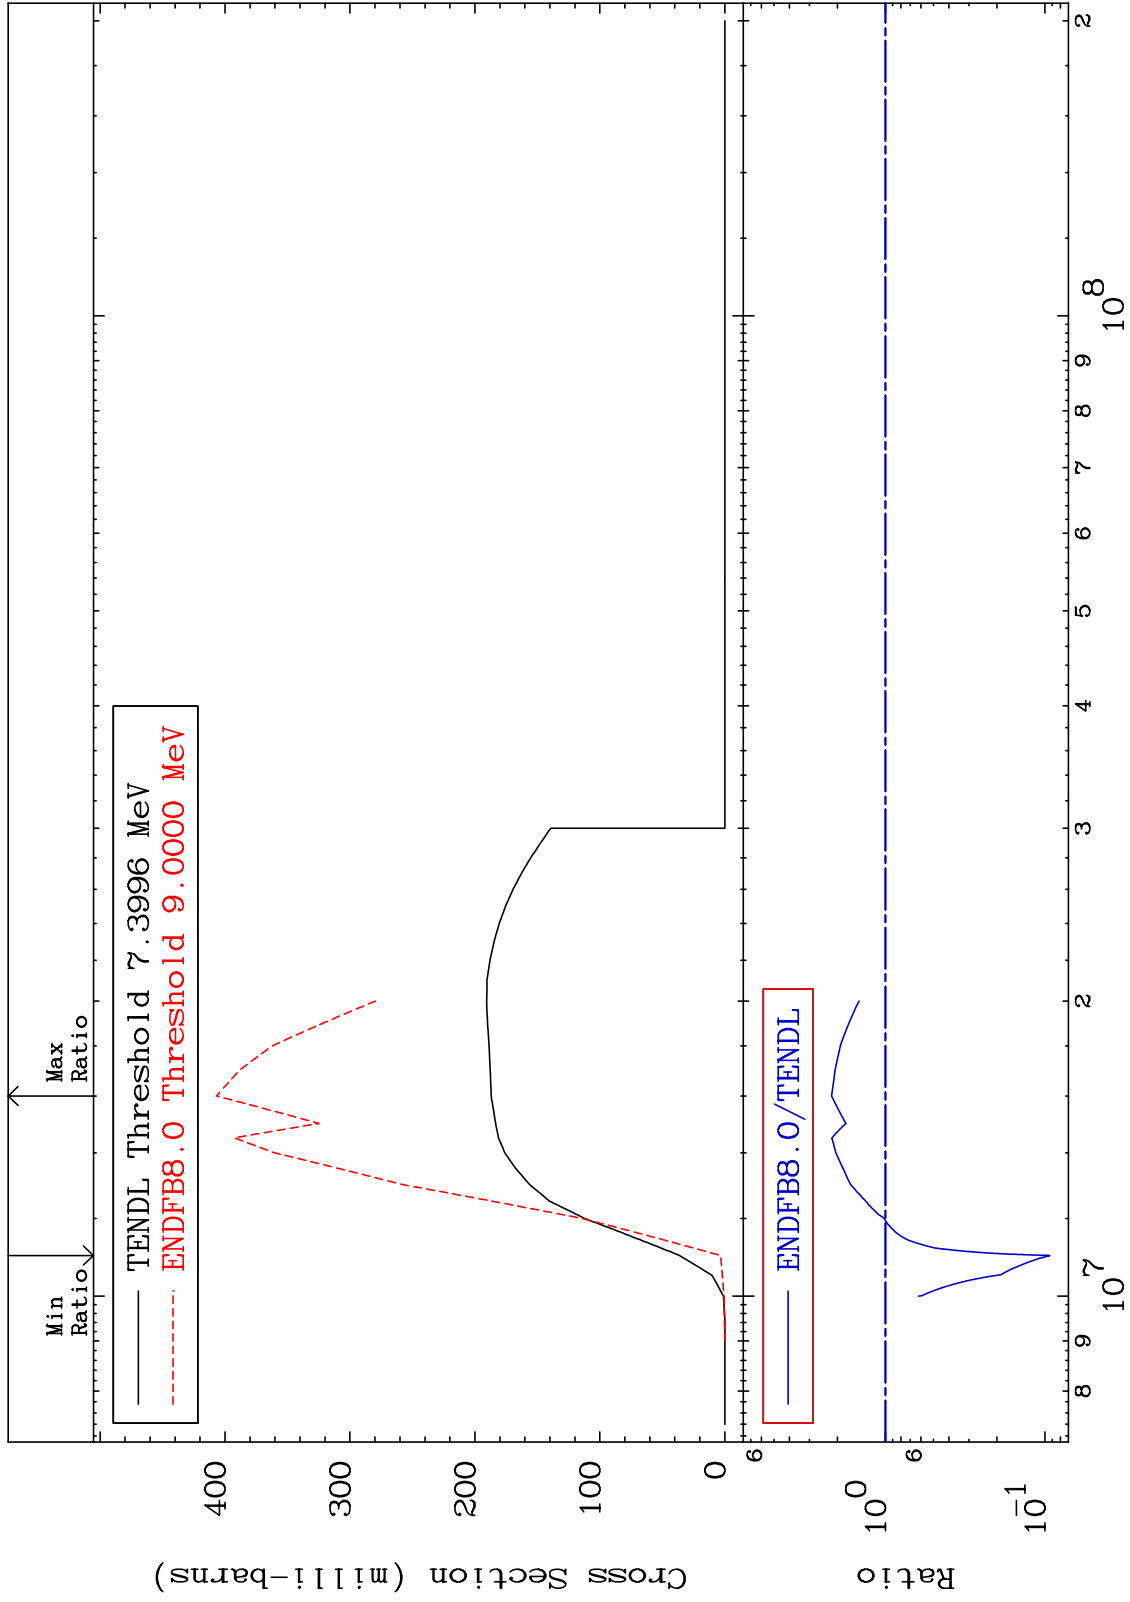 Min
Ratio
Max
Ratio
TENDL Threshold 7.3996 MeV
ENDFB8.0 Threshold 9.0000 MeV
400
300
200
100
0
Cross Section (milli-barns)
ENDFB8.0/TENDL
6
10^0
6
10^-1
Ratio
8
9
10^7
2
3
4
5
6
7
8
9
10^8
2